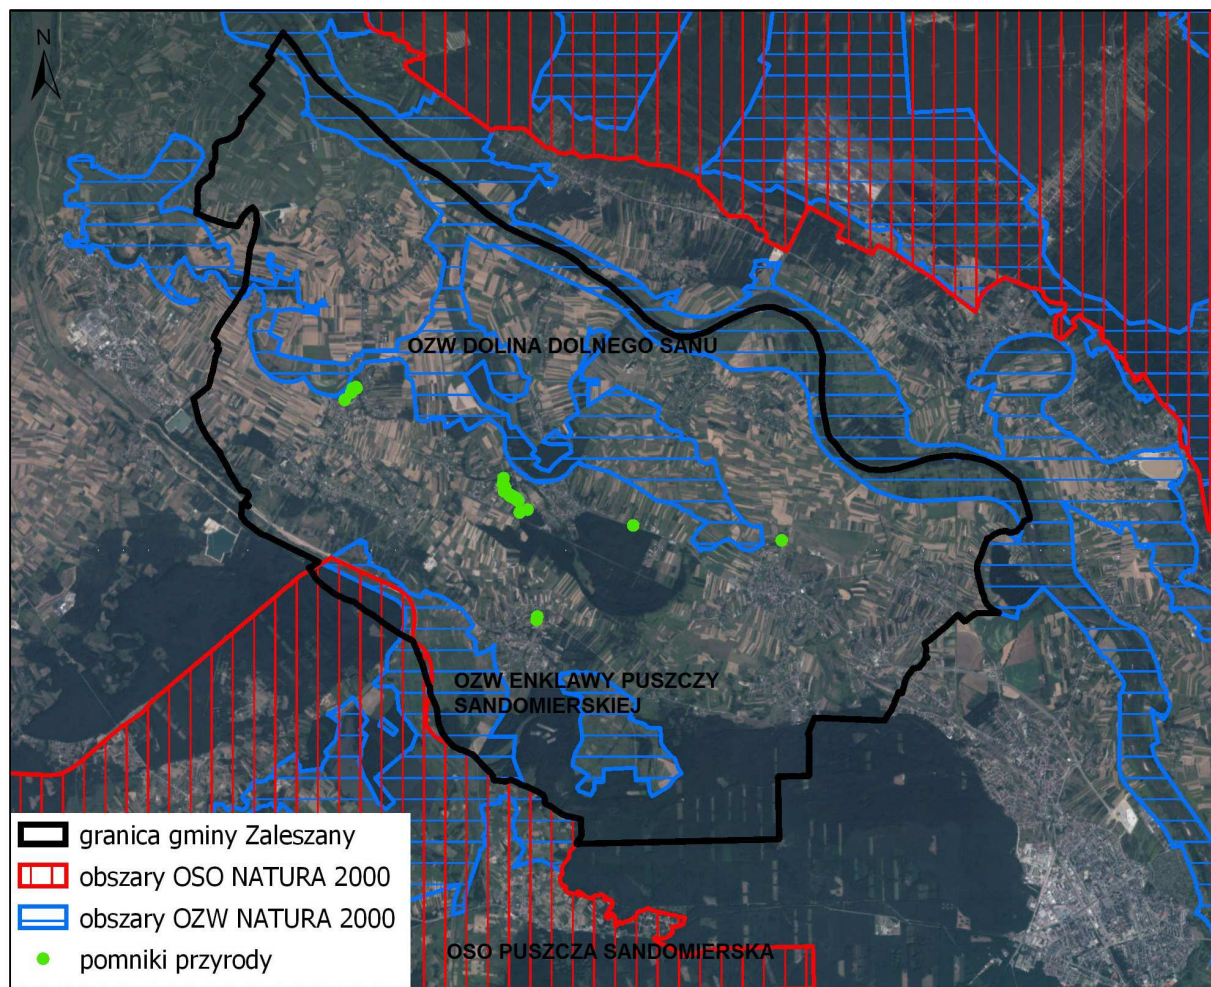 N
OZW DOLINA DOLNEGO SANU
OZW ENKLAWY PUSZCZY
SANDOMIERSKIEJ
granica gminy Zaleszany
obszary OSO NATURA 2000
obszary OZW NATURA 2000
pomniki przyrody
OSO PUSZCZA SANDOMIERSKA